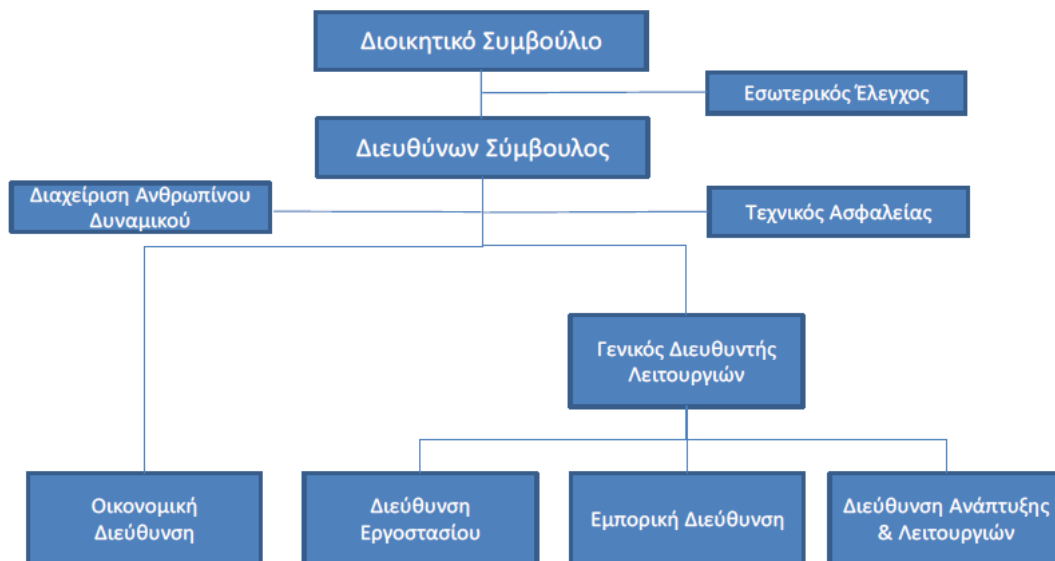 Διοικητικό Συμβούλιο
Εσωτερικός Έλεγχος
Διευθύνων Σύμβουλος
Διαχείριση Ανθρωπίνου
Δυναμικού
Τεχνικός Ασφαλείας
Γενικός Διευθυντής
Λειτουργιών
Οικονομική
Διεύθυνση
Διεύθυνση
Εργοστασίου
Εμπορική Διεύθυνση
Διεύθυνση Ανάπτυξης
& Λειτουργιών